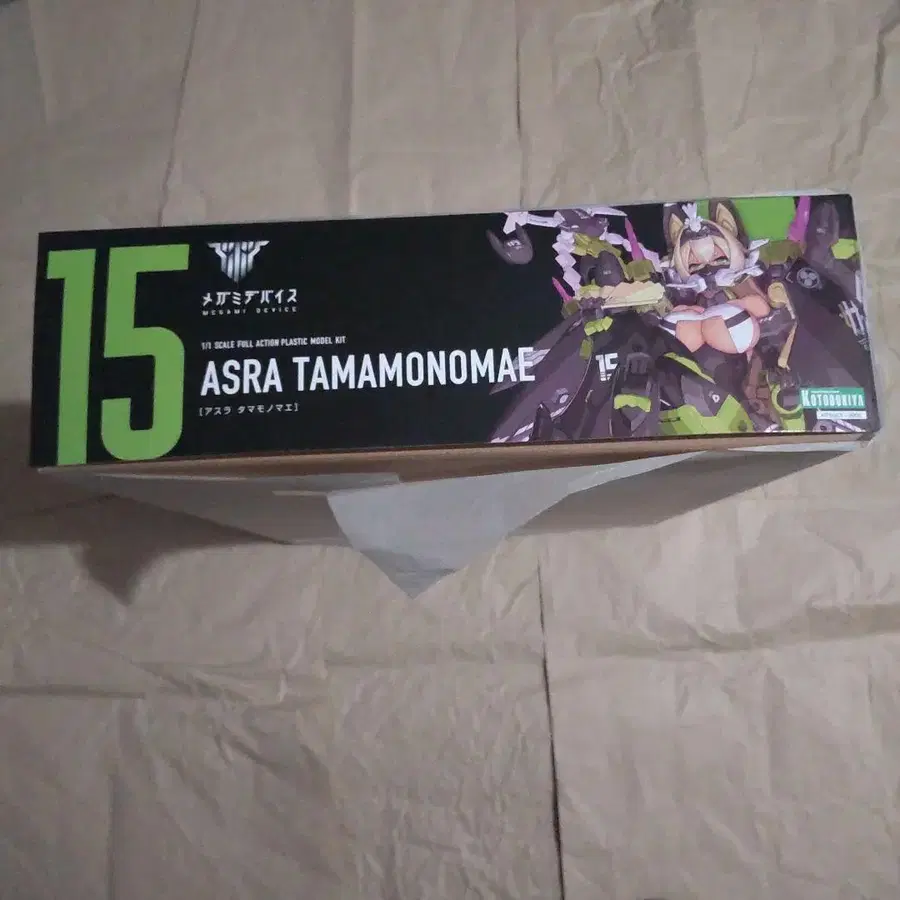 15
メガミデバイス
MEGAMI DEVICE
1/1 SCALE FULL ACTION PLASTIC MODEL KIT
ASRA TAMAMONOMAE
[アスラ タマモノマエ]
15
KOTOBUKIYA